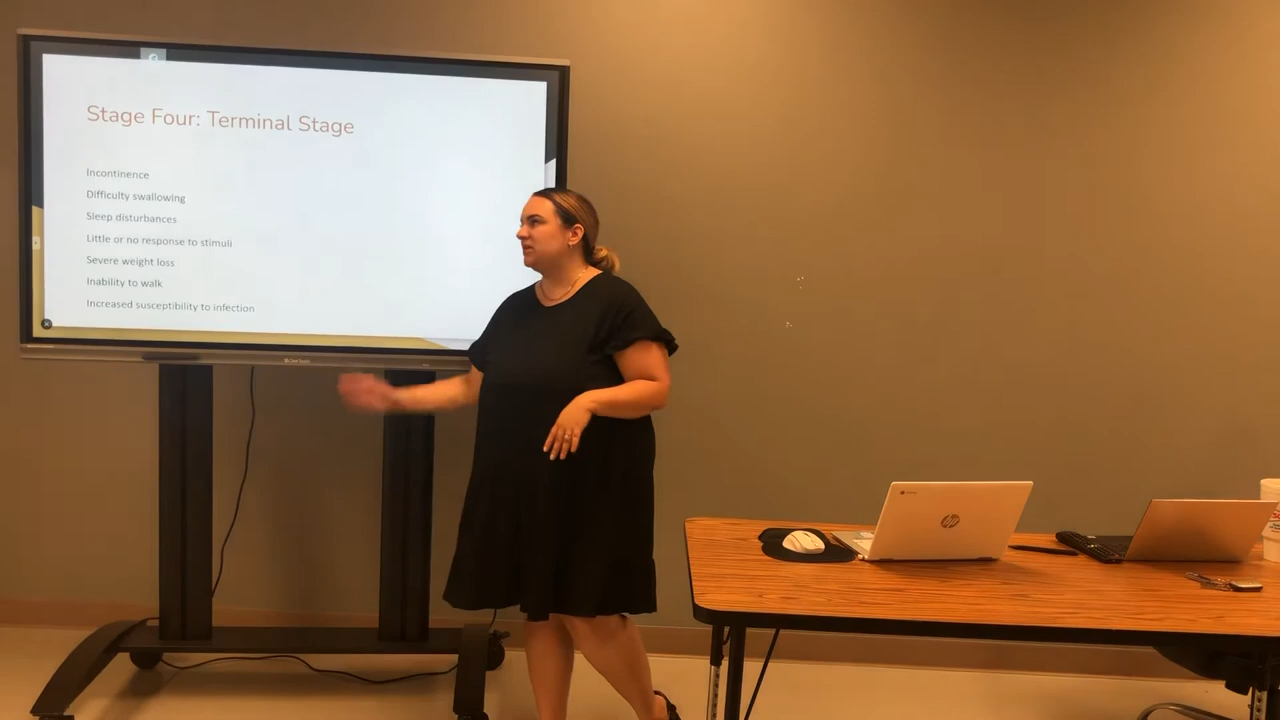 Stage Four: Terminal Stage
Incontinence
Difficulty swallowing
Sleep disturbances
Little or no response to stimuli
Severe weight loss
Inability to walk
Increased susceptibility to infection
hp